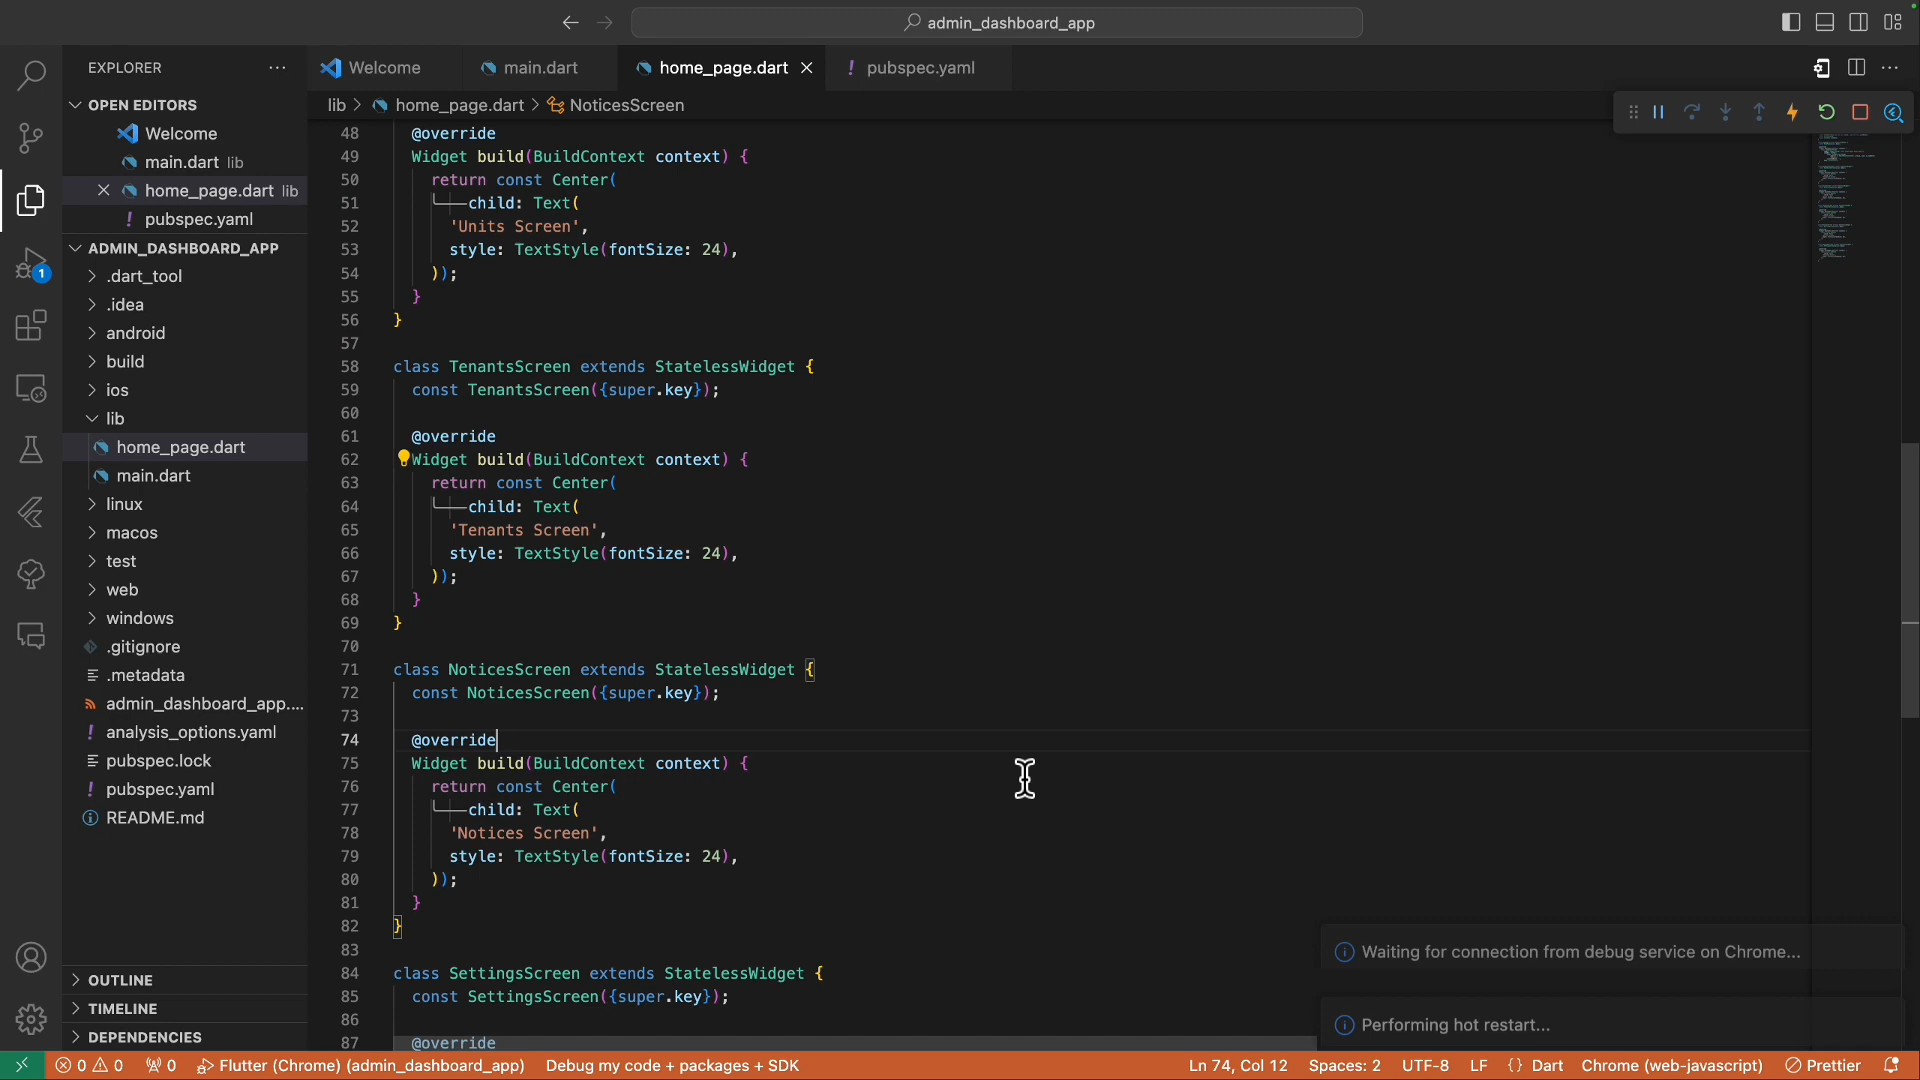 admin_dashboard_app
EXPLORER
Welcome
main.dart
home_page.dart
pubspec.yaml
OPEN EDITORS
Welcome
main.dart lib
home_page.dart lib
pubspec.yaml
ADMIN_DASHBOARD_APP
.dart_tool
.idea
android
build
ios
lib
home_page.dart
main.dart
linux
macos
test
web
windows
.gitignore
.metadata
admin_dashboard_app....
analysis_options.yaml
pubspec.lock
pubspec.yaml
README.md
OUTLINE
TIMELINE
DEPENDENCIES
lib > home_page.dart > NoticesScreen
48 @override
49 Widget build(BuildContext context) {
50 return const Center(
51 child: Text(
52 'Units Screen',
53 style: TextStyle(fontSize: 24),
54 ));
55 }
56 }
57
58 class TenantsScreen extends StatelessWidget {
59 const TenantsScreen({super.key});
60
61 @override
62 Widget build(BuildContext context) {
63 return const Center(
64 child: Text(
65 'Tenants Screen',
66 style: TextStyle(fontSize: 24),
67 ));
68 }
69 }
70
71 class NoticesScreen extends StatelessWidget {
72 const NoticesScreen({super.key});
73
74 @override
75 Widget build(BuildContext context) {
76 return const Center(
77 child: Text(
78 'Notices Screen',
79 style: TextStyle(fontSize: 24),
80 ));
81 }
82 }
83
84 class SettingsScreen extends StatelessWidget {
85 const SettingsScreen({super.key});
86
87 @override
1
Waiting for connection from debug service on Chrome...
Performing hot restart...
0 0 0 Flutter (Chrome) (admin_dashboard_app) Debug my code + packages + SDK Ln 74, Col 12 Spaces: 2 UTF-8 LF {} Dart Chrome (web-javascript) Prettier